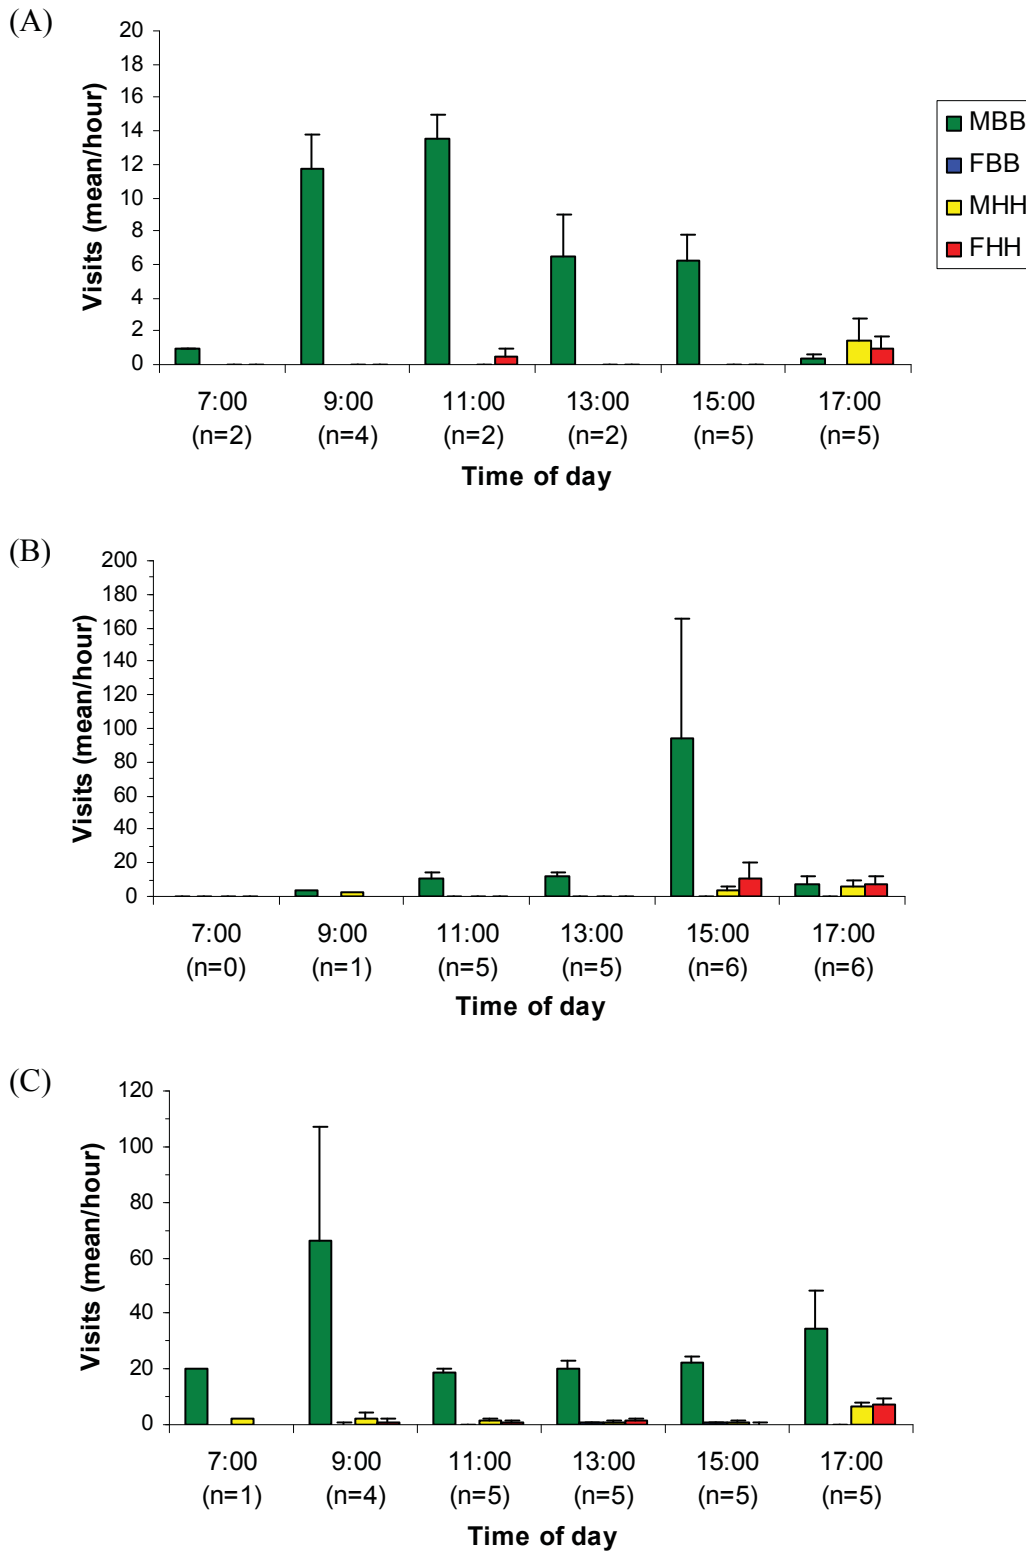 (A)
Visits (mean/hour)
20
18
16
14
12
10
8
6
4
2
0
7:00 9:00 11:00 13:00 15:00 17:00
(n=2) (n=4) (n=2) (n=2) (n=5) (n=5)
Time of day
MBB
FBB
MHH
FHH
(B)
Visits (mean/hour)
200
180
160
140
120
100
80
60
40
20
0
7:00 9:00 11:00 13:00 15:00 17:00
(n=0) (n=1) (n=5) (n=5) (n=6) (n=6)
Time of day
(C)
Visits (mean/hour)
120
100
80
60
40
20
0
7:00 9:00 11:00 13:00 15:00 17:00
(n=1) (n=4) (n=5) (n=5) (n=5) (n=5)
Time of day